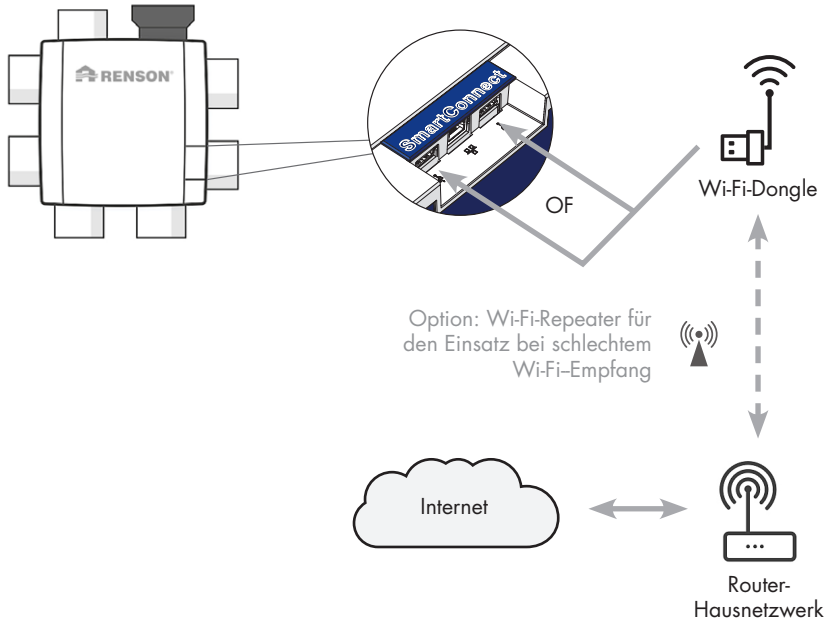 RENSON
SmartConnect
OF
Wi-Fi-Dongle
Option: Wi-Fi-Repeater für
den Einsatz bei schlechtem
Wi-Fi–Empfang
Internet
Router-
Hausnetzwerk